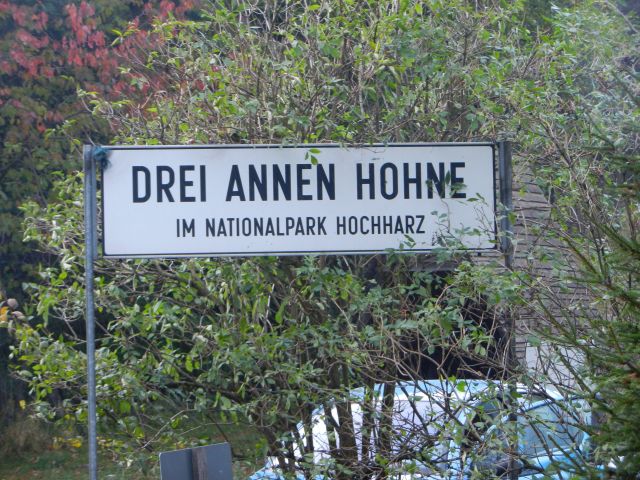 DREI ANNEN HOHNE
IM NATIONALPARK HOCHHARZ